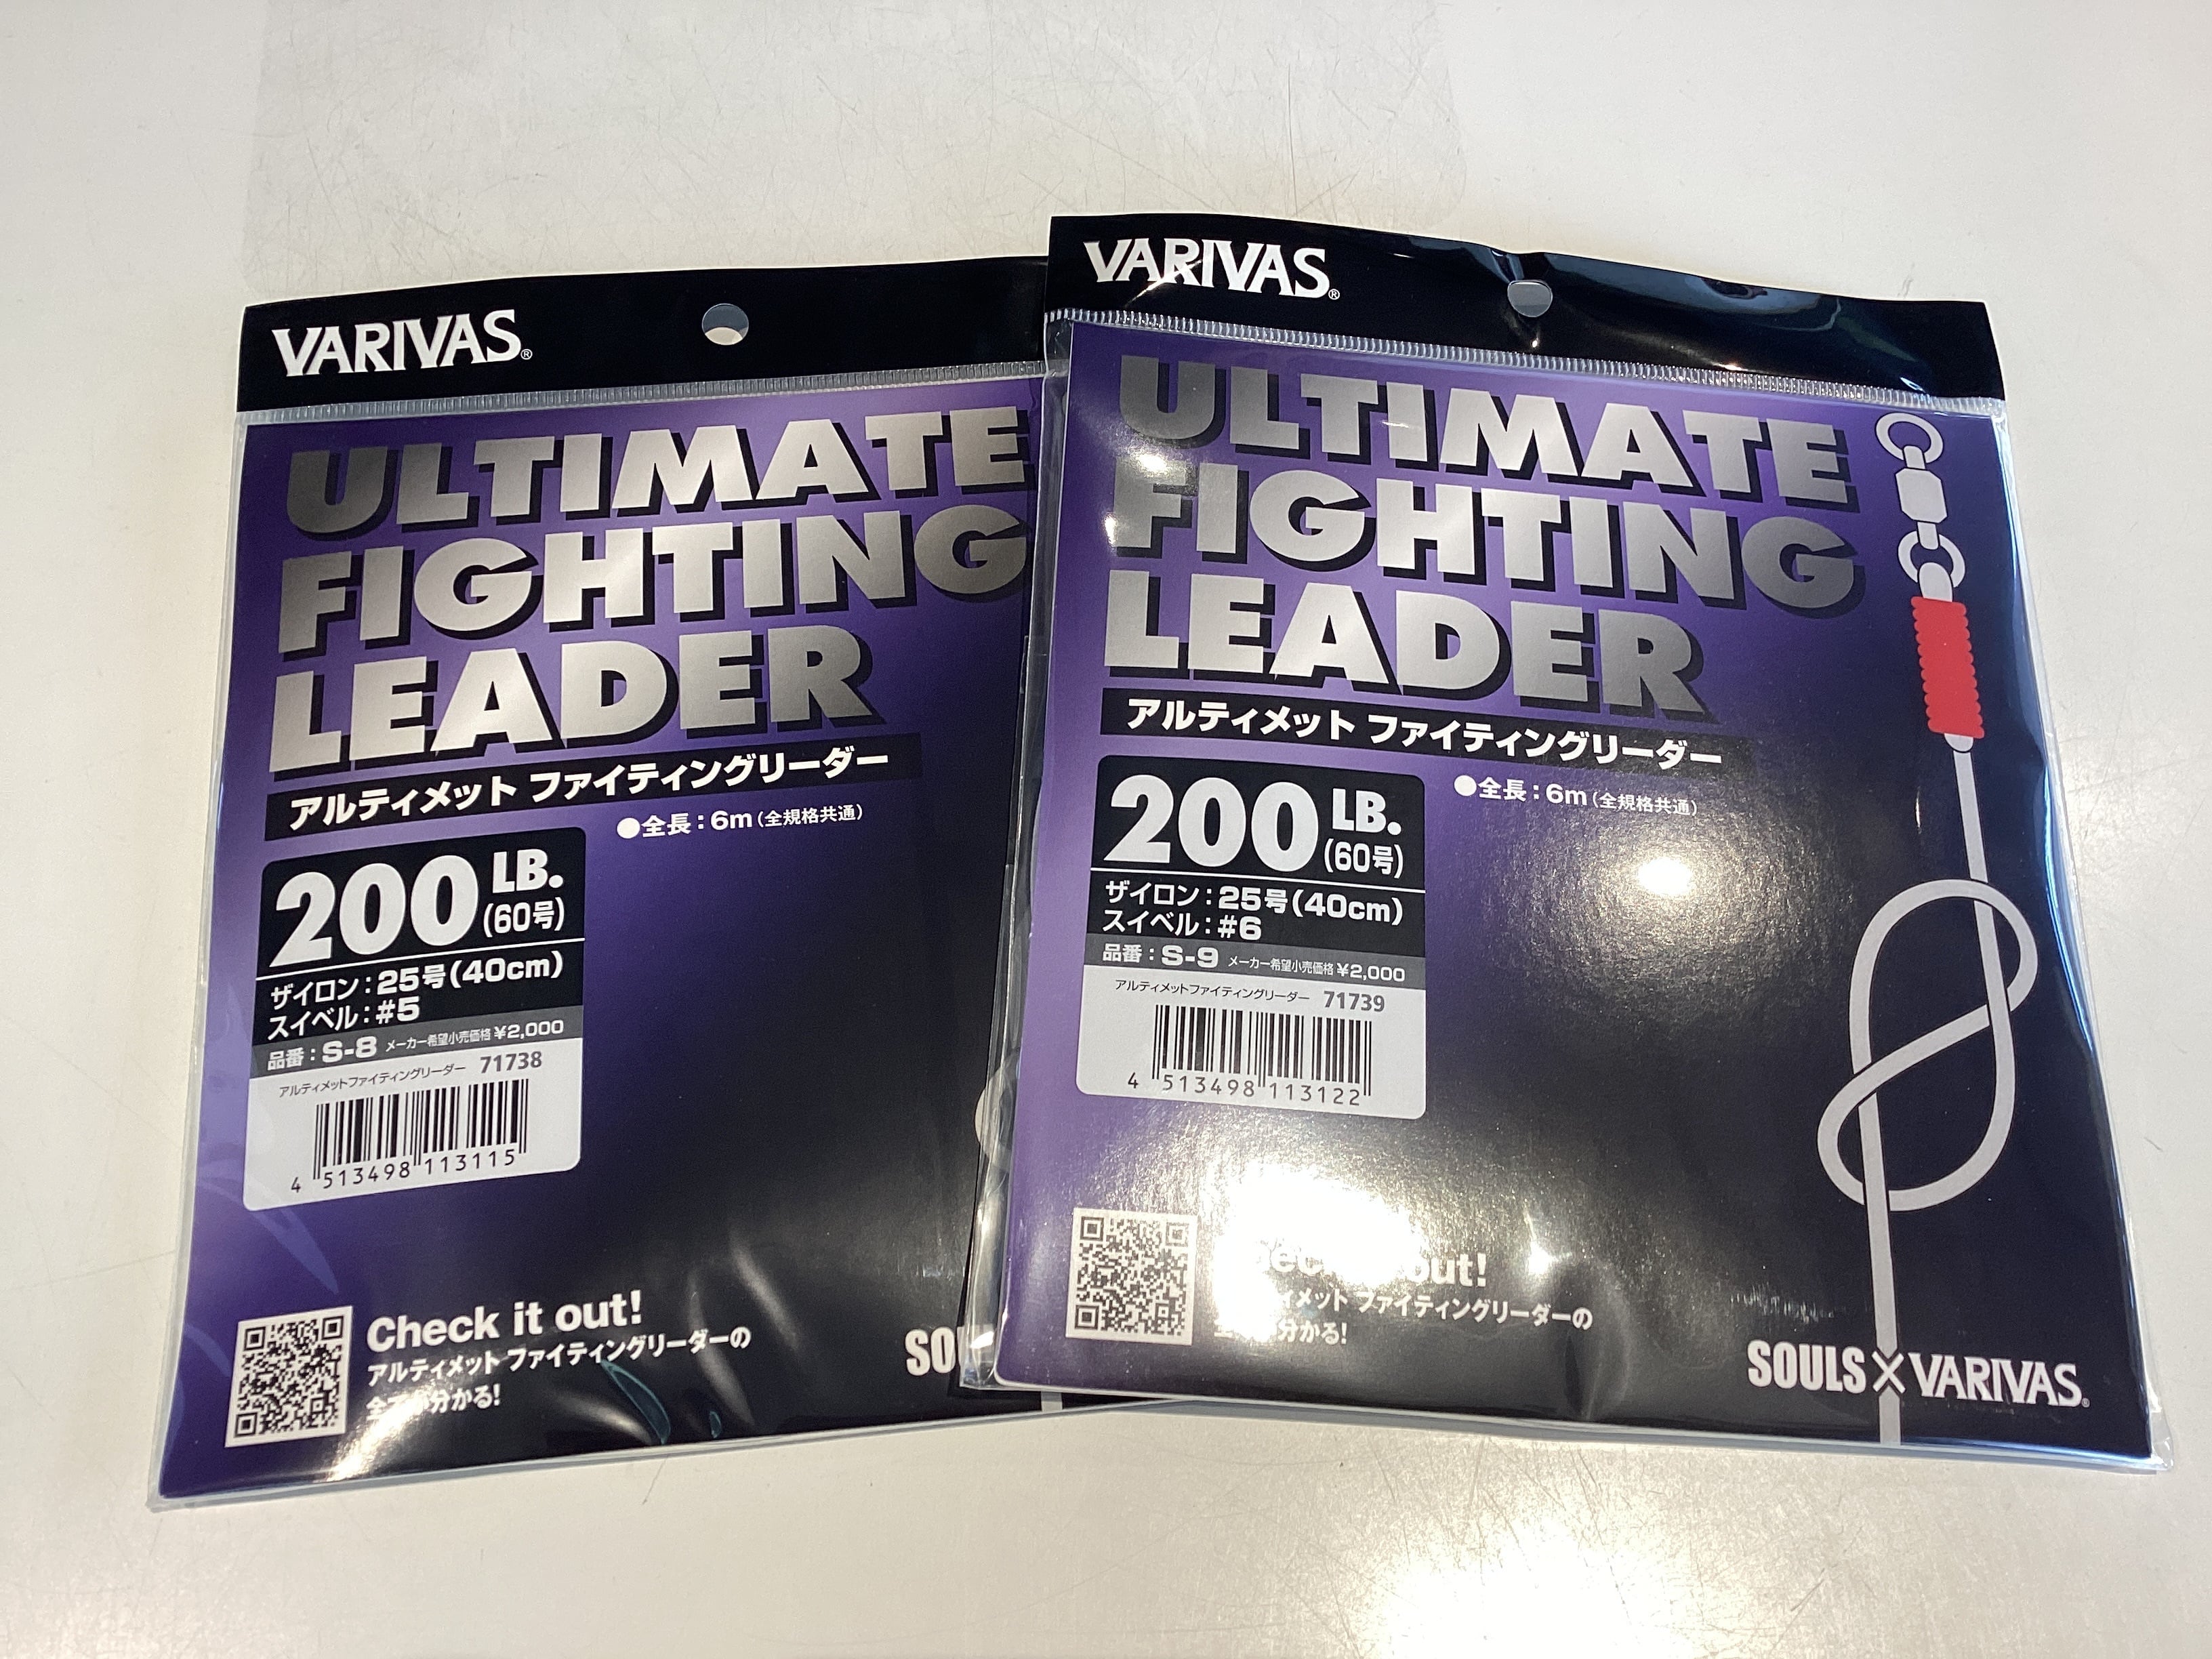 VARIVAS®
ULTIMATE
FIGHTING
LEADER
アルティメット ファイティングリーダー
●全長：6m（全規格共通）
200 LB.
(60号)
ザイロン：25号(40cm)
スイベル：#5
品番：S-8 メーカー希望小売価格 ¥2,000
アルティメットファイティングリーダー 71738
4 513498 113115
Check it out!
アルティメット ファイティングリーダーの
分かる!
VARIVAS®
ULTIMATE
FIGHTING
LEADER
アルティメット ファイティングリーダー
●全長：6m（全規格共通）
200 LB.
(60号)
ザイロン：25号(40cm)
スイベル：#6
品番：S-9 メーカー希望小売価格 ¥2,000
アルティメットファイティングリーダー 71739
4 513498 113122
out!
ファイティングリーダーの
分かる!
SOULS×VARIVAS®